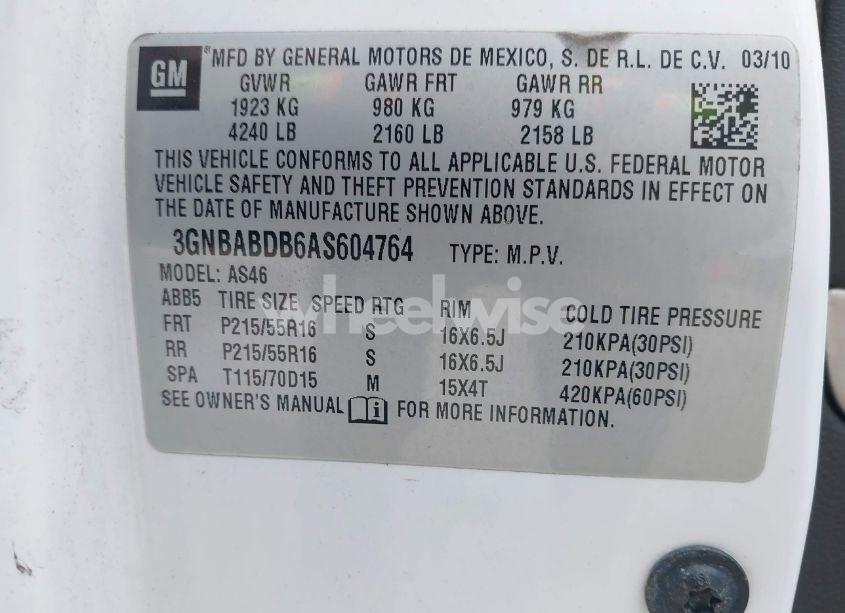 GM
®MFD BY GENERAL MOTORS DE MEXICO, S. DE R.L. DE C.V. 03/10
GVWR GAWR FRT GAWR RR
1923 KG 980 KG 979 KG
4240 LB 2160 LB 2158 LB
THIS VEHICLE CONFORMS TO ALL APPLICABLE U.S. FEDERAL MOTOR
VEHICLE SAFETY AND THEFT PREVENTION STANDARDS IN EFFECT ON
THE DATE OF MANUFACTURE SHOWN ABOVE.
3GNBABDB6AS604764 TYPE: M.P.V.
MODEL: AS46
ABB5 TIRE SIZE SPEED RTG RIM COLD TIRE PRESSURE
FRT P215/55R16 S 16X6.5J 210KPA(30PSI)
RR P215/55R16 S 16X6.5J 210KPA(30PSI)
SPA T115/70D15 M 15X4T 420KPA(60PSI)
SEE OWNER'S MANUAL i FOR MORE INFORMATION.
wheelwise